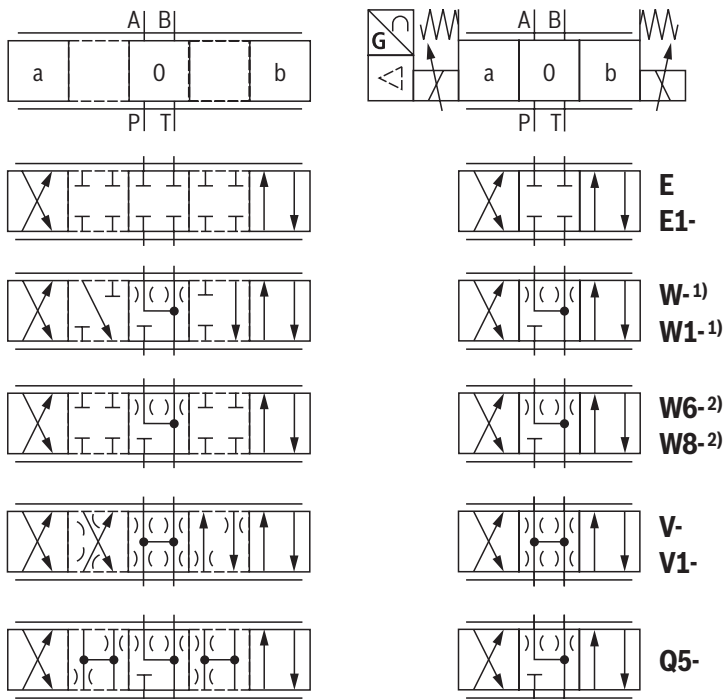 A B
a 0 b
P T
A B
G
a 0 b
P T
E
E1-
W- 1)
W1- 1)
W6- 2)
W8- 2)
V-
V1-
Q5-